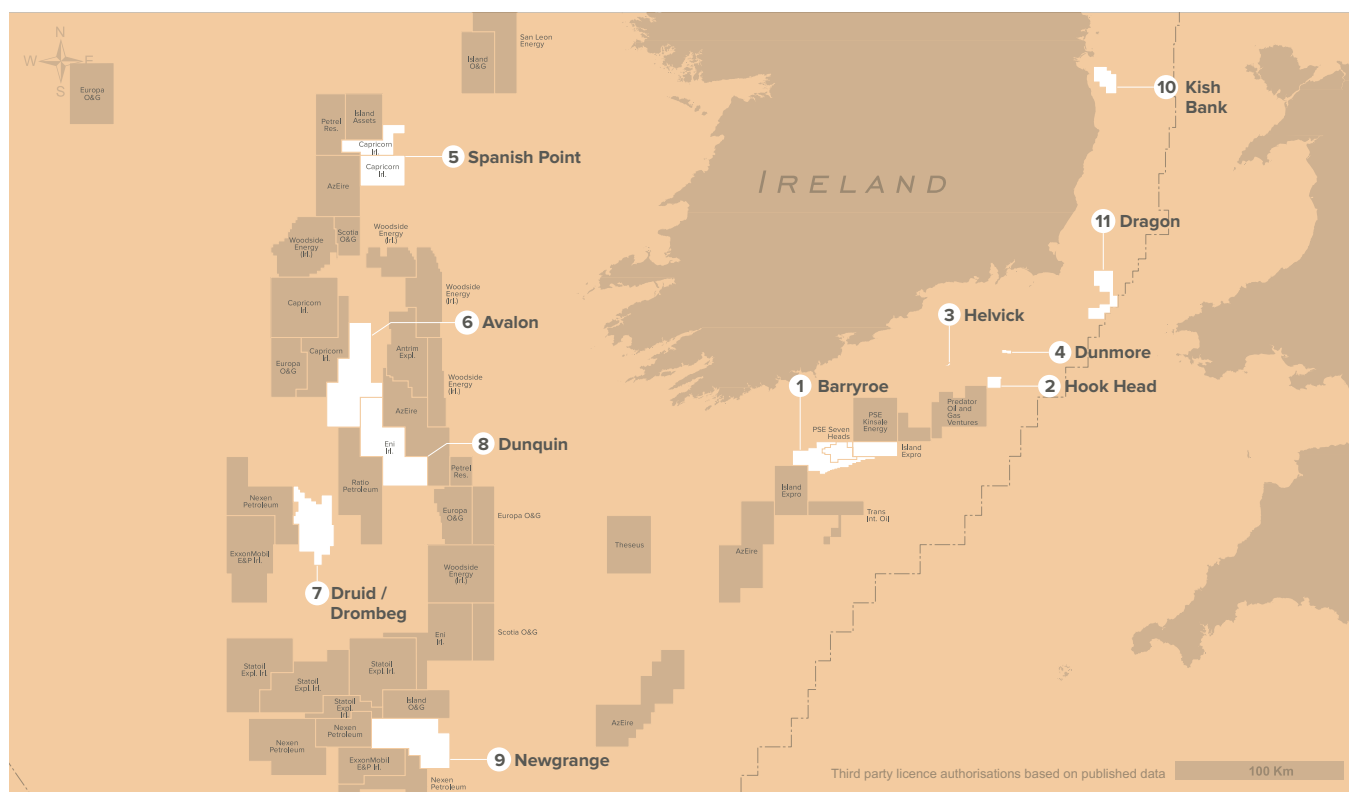 N
W
E
S
San Leon
Energy
Island
O&G
Europa
O&G
Island
Assets
Petrel
Res.
Capricorn
Irl.
Capricorn
Irl.
5 Spanish Point
AzEire
Woodside
Energy
(Irl.)
Scotia
O&G
Woodside
Energy
(Irl.)
Woodside
Energy
(Irl.)
Capricorn
Irl.
6 Avalon
Antrim
Expl.
Capricorn
Irl.
Europa
O&G
Woodside
Energy
(Irl.)
AzEire
Eni
Irl.
8 Dunquin
Petrel
Res.
Ratio
Petroleum
Nexen
Petroleum
Europa
O&G
Europa O&G
ExxonMobil
E&P Irl.
Woodside
Energy
(Irl.)
7 Druid /
Drombeg
Scotia O&G
Eni
Irl.
Statoil
Expl. Irl.
Statoil
Expl. Irl.
Statoil
Expl. Irl.
Statoil
Expl.
Irl.
Island
O&G
Nexen
Petroleum
Nexen
Petroleum
ExxonMobil
E&P Irl.
9 Newgrange
Nexen
Petroleum
IRELAND
10 Kish
Bank
11 Dragon
3 Helvick
4 Dunmore
2 Hook Head
1 Barryroe
Predator
Oil and
Gas
Ventures
PSE
Kinsale
Energy
PSE Seven
Heads
Island
Expro
Island
Expro
Trans
Int. Oil
Theseus
AzEire
AzEire
Third party licence authorisations based on published data
100 Km